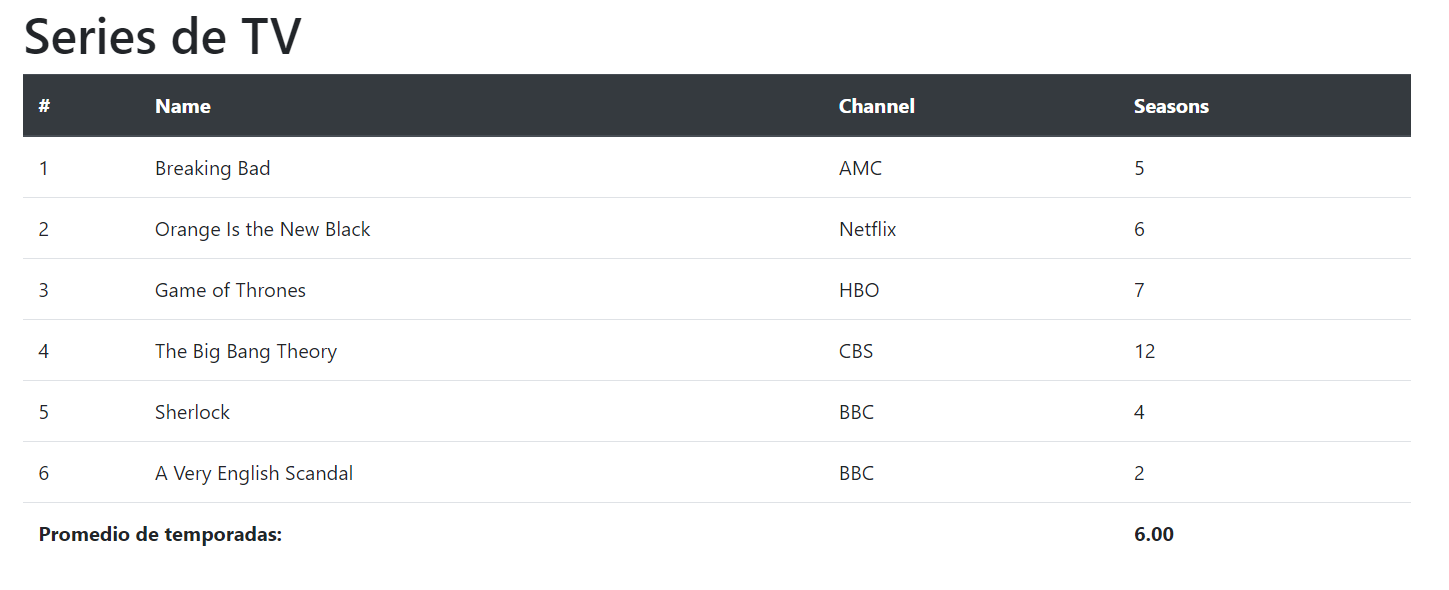 Series de TV
# Name Channel Seasons
1 Breaking Bad AMC 5
2 Orange Is the New Black Netflix 6
3 Game of Thrones HBO 7
4 The Big Bang Theory CBS 12
5 Sherlock BBC 4
6 A Very English Scandal BBC 2
Promedio de temporadas: 6.00